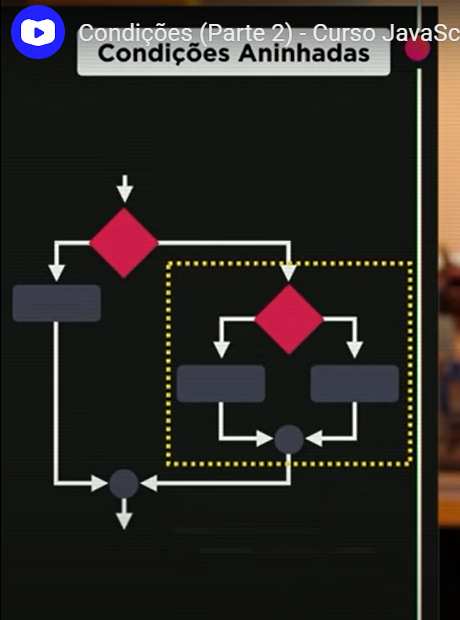 Condições (Parte 2) - Curso JavaSc
Condições Aninhadas